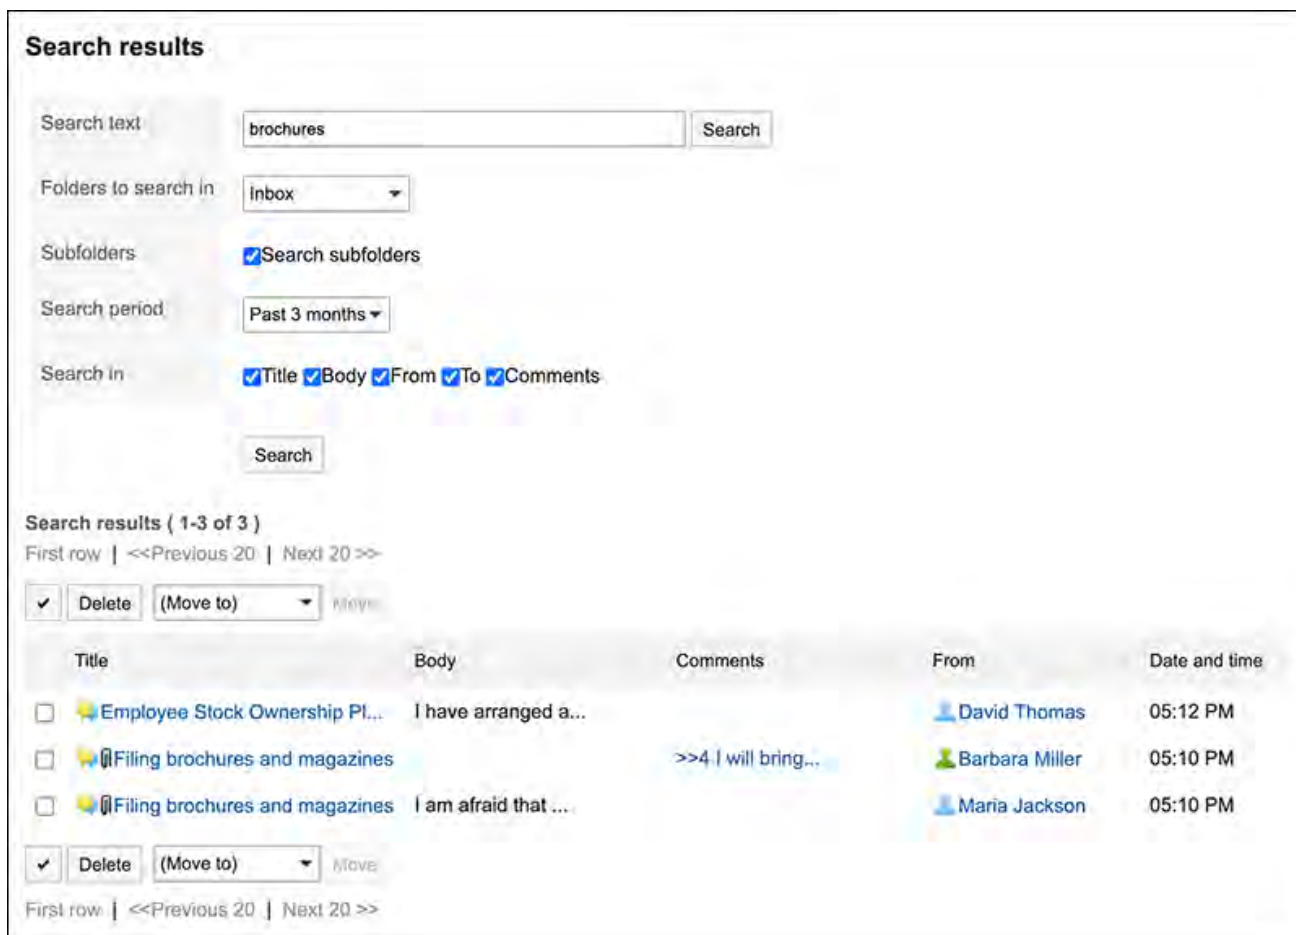 Search results
Search text
brochures
Search
Folders to search in
Inbox
Subfolders
Search subfolders
Search period
Past 3 months
Search in
Title Body From To Comments
Search
Search results ( 1-3 of 3 )
First row | <<Previous 20 | Next 20 >>
Delete (Move to) Move
Title Body Comments From Date and time
Employee Stock Ownership Pl... I have arranged a... David Thomas 05:12 PM
Filing brochures and magazines >>4 I will bring... Barbara Miller 05:10 PM
Filing brochures and magazines I am afraid that ... Maria Jackson 05:10 PM
Delete (Move to) Move
First row | <<Previous 20 | Next 20 >>